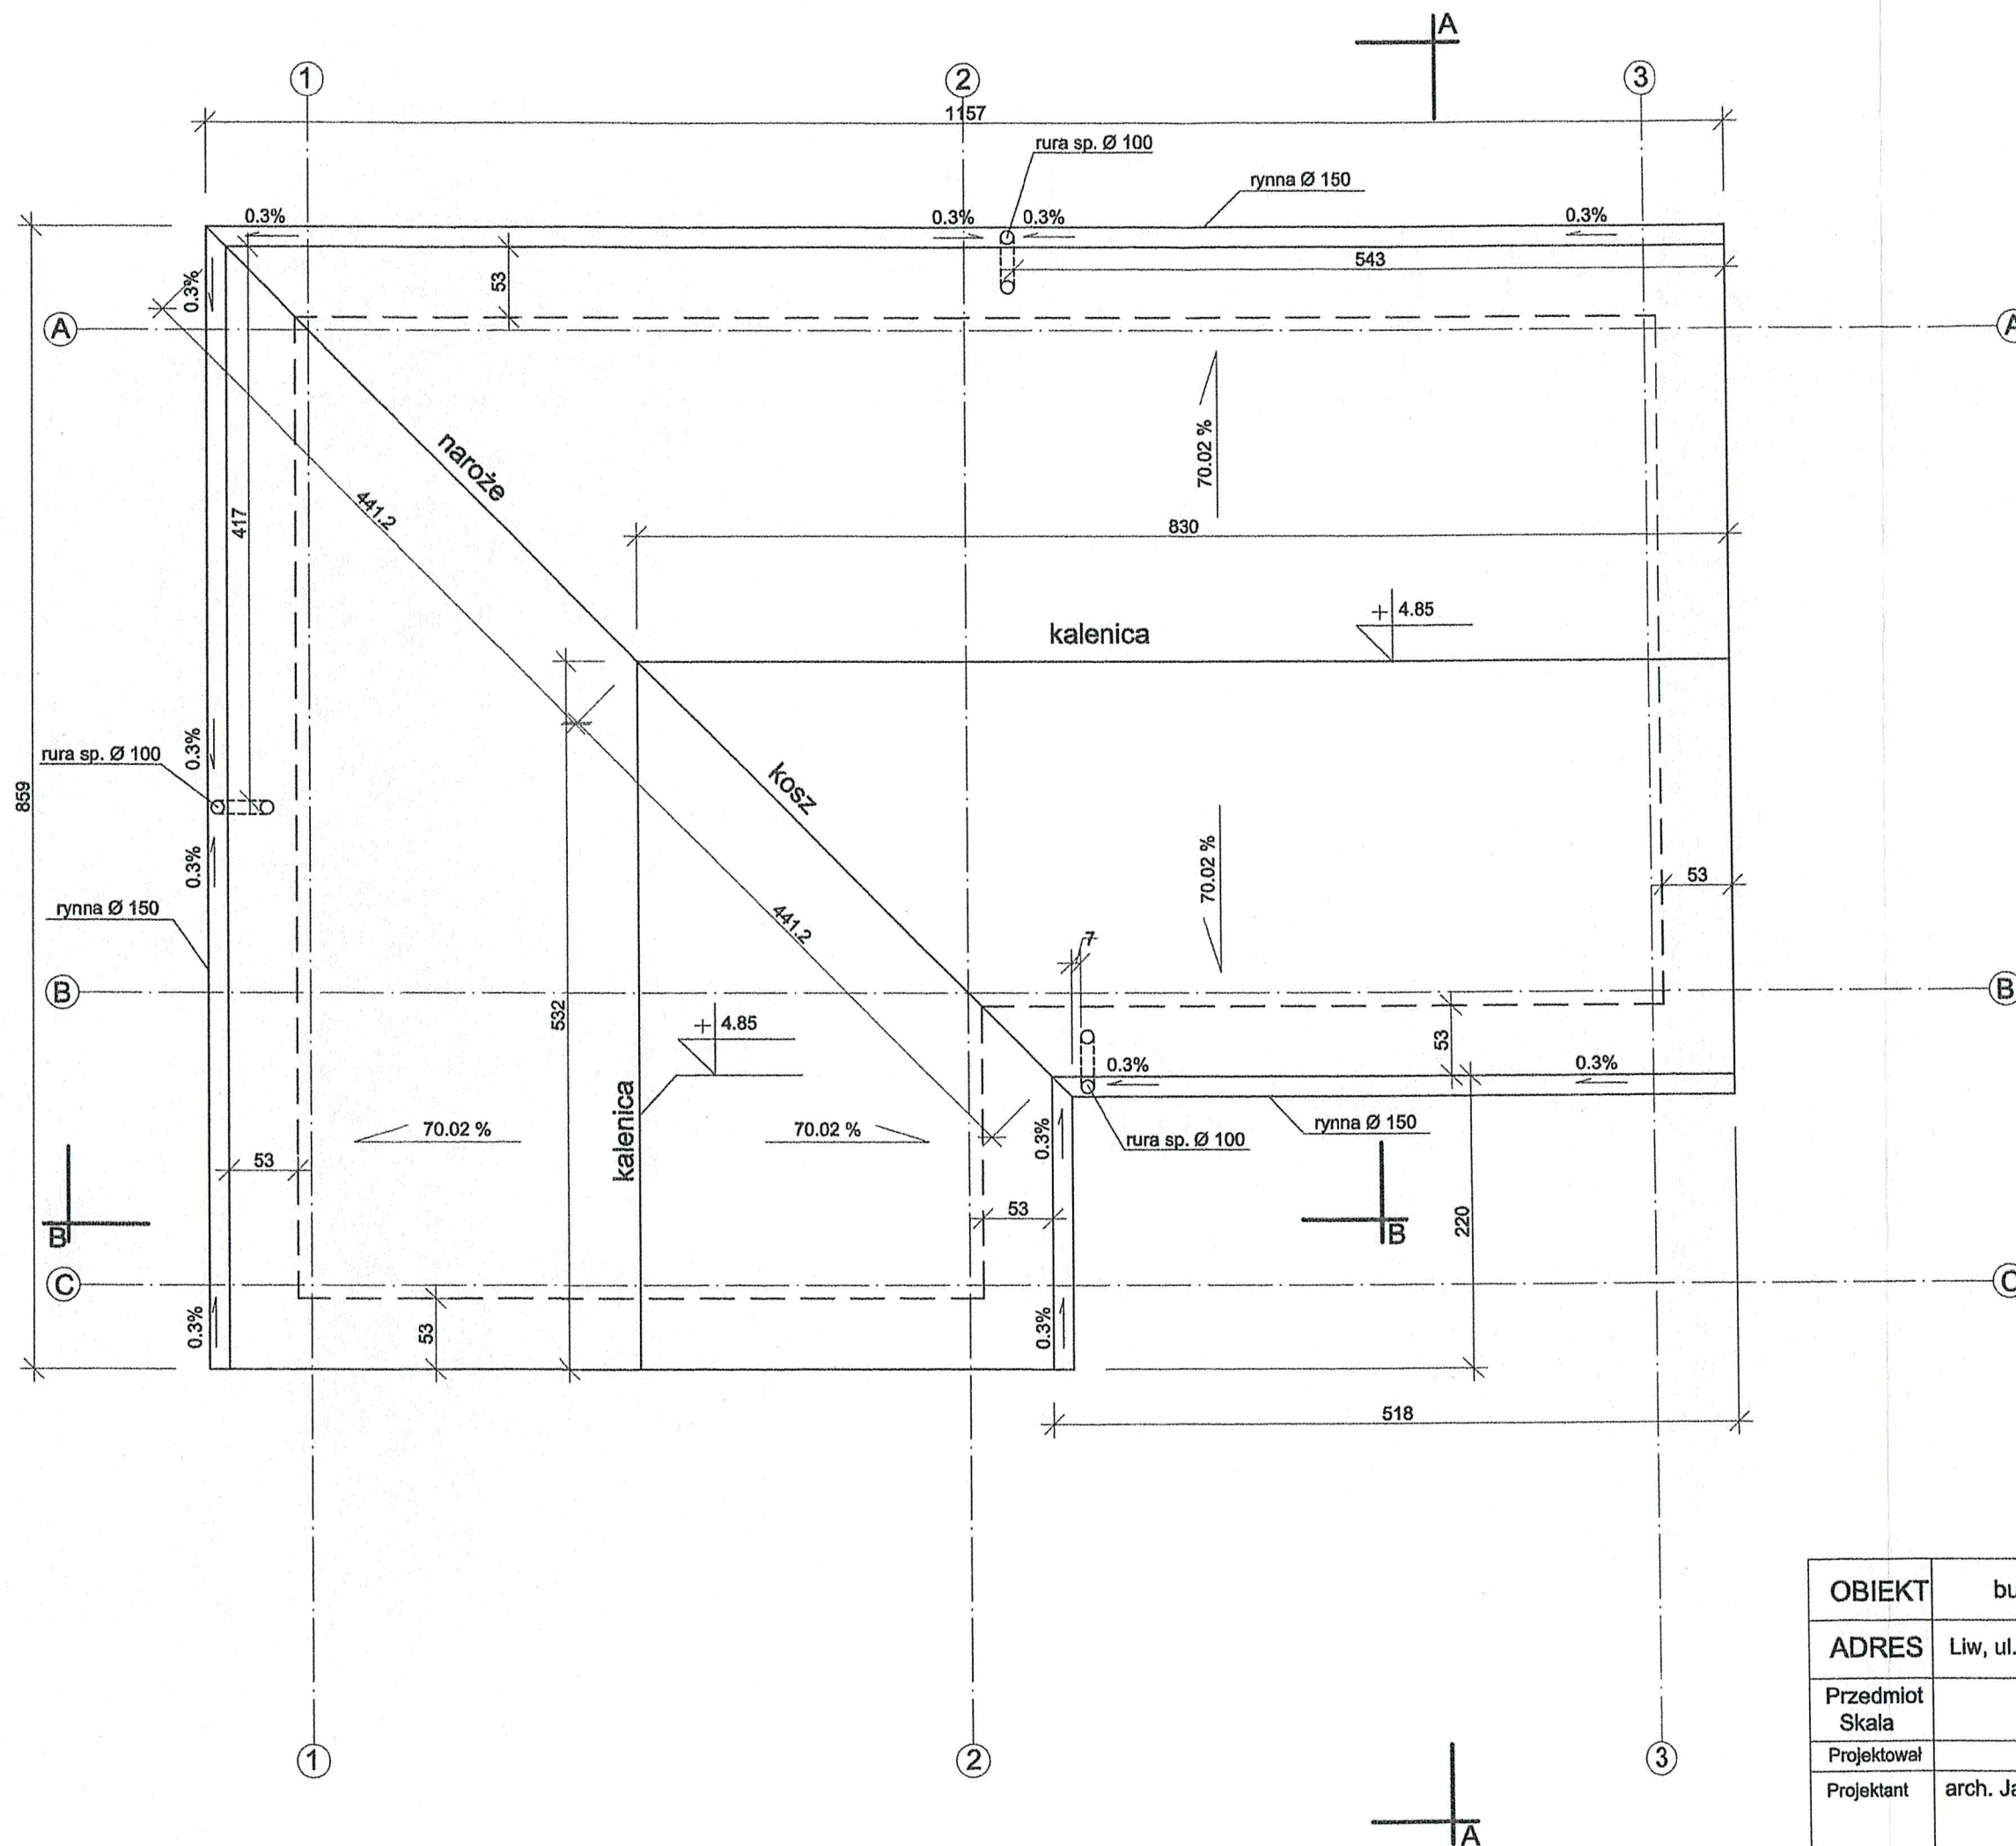 A
1
2
3
1157
rura sp. Ø 100
rynna Ø 150
0.3%
0.3%
0.3%
0.3%
543
53
0.3%
A
A
naroże
70.02 %
441.2
417
830
+ 4.85
kalenica
0.3%
rura sp. Ø 100
kosz
859
70.02 %
0.3%
53
rynna Ø 150
441.2
7
B
B
532
+ 4.85
53
0.3%
0.3%
kalenica
70.02 %
70.02 %
0.3%
rura sp. Ø 100
rynna Ø 150
53
53
220
B
B
C
C
0.3%
53
0.3%
518
OBIEKT bu
ADRES Liw, ul.
Przedmiot
Skala
Projektował
Projektant arch. Ja
1
2
3
A